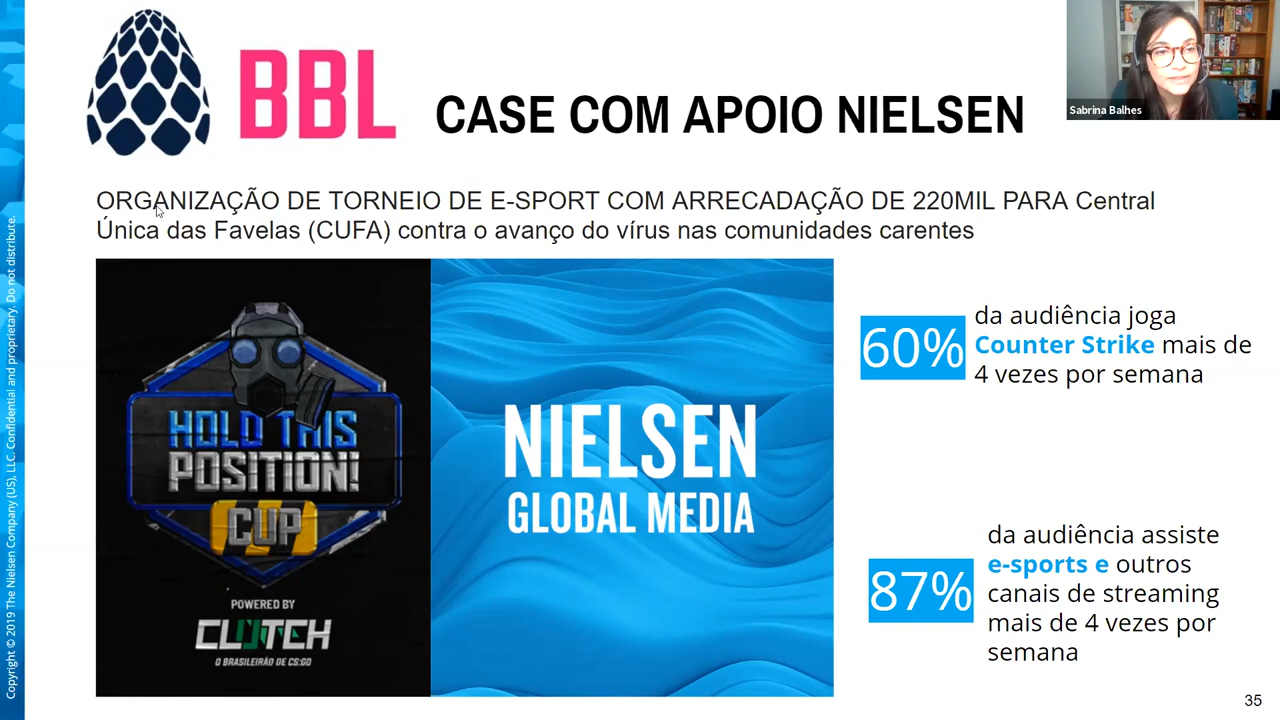 BBL
CASE COM APOIO NIELSEN
Sabrina Balhes
ORGANIZAÇÃO DE TORNEIO DE E-SPORT COM ARRECADAÇÃO DE 220MIL PARA Central
Única das Favelas (CUFA) contra o avanço do vírus nas comunidades carentes
HOLD THIS
POSITION!
CUP
POWERED BY
CLUTCH
O BRASILEIRÃO DE CS:GO
NIELSEN
GLOBAL MEDIA
60%
da audiência joga
Counter Strike mais de
4 vezes por semana
87%
da audiência assiste
e-sports e outros
canais de streaming
mais de 4 vezes por
semana
Copyright © 2019 The Nielsen Company (US), LLC. Confidential and proprietary. Do not distribute.
35